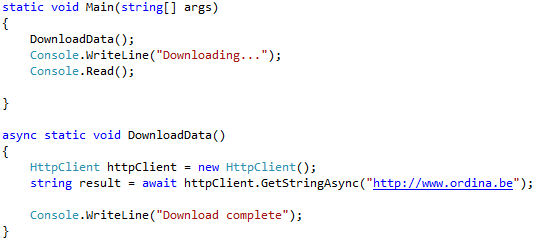 static void Main(string[] args)
{
    DownloadData();
    Console.WriteLine("Downloading...");
    Console.Read();

}

async static void DownloadData()
{
    HttpClient httpClient = new HttpClient();
    string result = await httpClient.GetStringAsync("http://www.ordina.be");

    Console.WriteLine("Download complete");
}